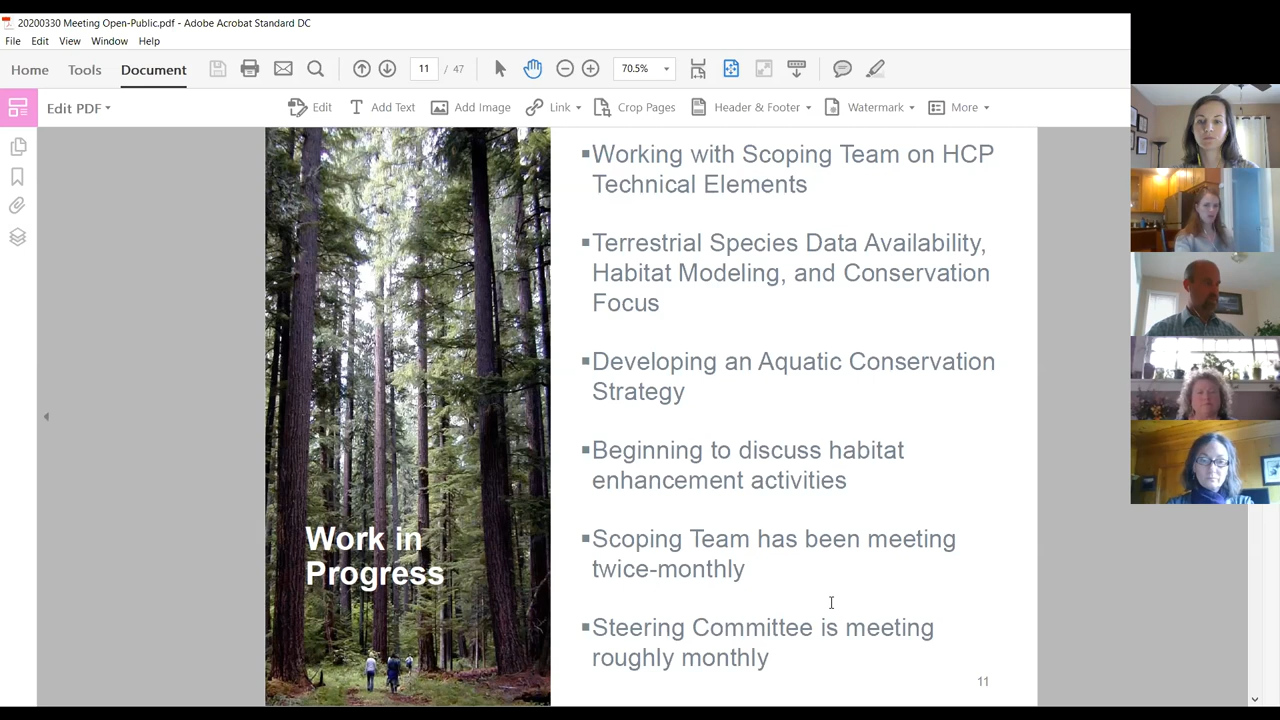 20200330 Meeting Open-Public.pdf - Adobe Acrobat Standard DC
File Edit View Window Help
Home Tools Document 11 / 47 70.5%
Edit PDF Edit Add Text Add Image Link Crop Pages Header & Footer Watermark More
▪Working with Scoping Team on HCP
Technical Elements
▪Terrestrial Species Data Availability,
Habitat Modeling, and Conservation
Focus
▪Developing an Aquatic Conservation
Strategy
▪Beginning to discuss habitat
enhancement activities
▪Scoping Team has been meeting
twice-monthly
▪Steering Committee is meeting
roughly monthly
Work in
Progress
11